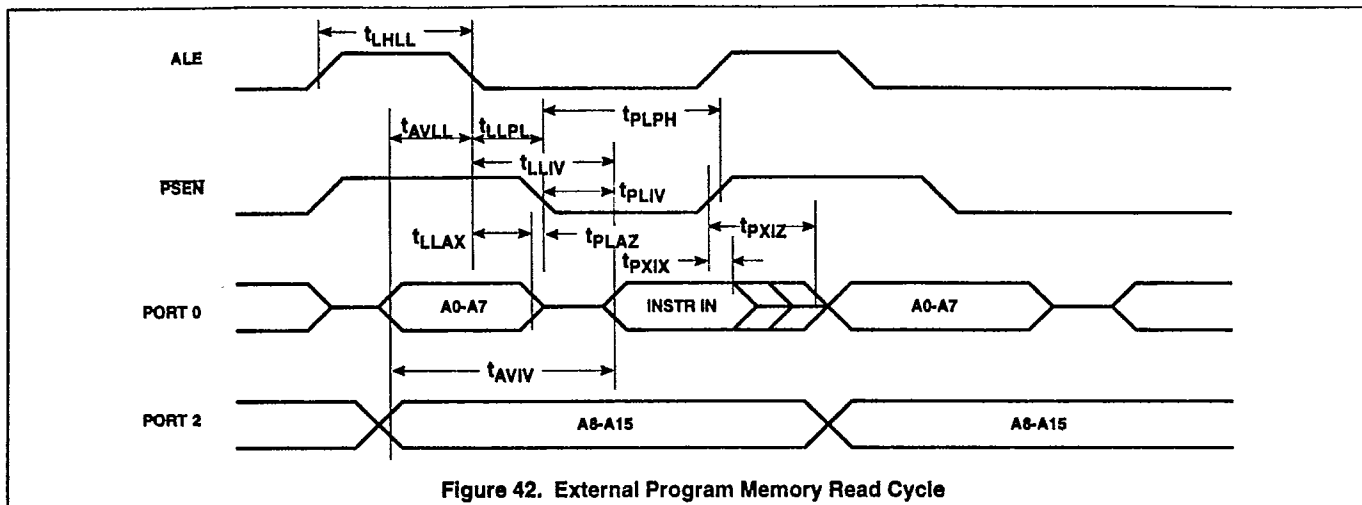 tLHLL
ALE
tAVLL tLLPL tPLPH
tLLIV
PSEN
tPLIV
tLLAX tPLAZ tPXIZ
tPXIX
PORT 0 A0-A7 INSTR IN A0-A7
tAVIV
PORT 2 A8-A15 A8-A15
Figure 42. External Program Memory Read Cycle